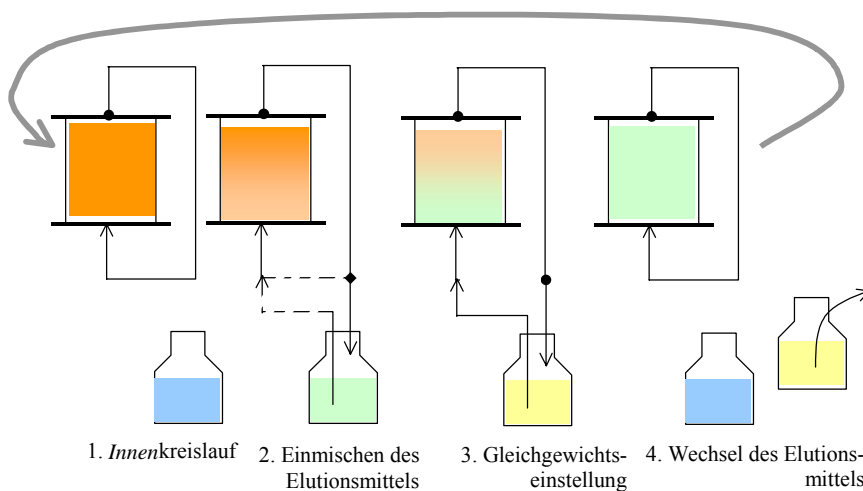 1. Innenkreislauf
2. Einmischen des
Elutionsmittels
3. Gleichgewichts-
einstellung
4. Wechsel des Elutions-
mittels